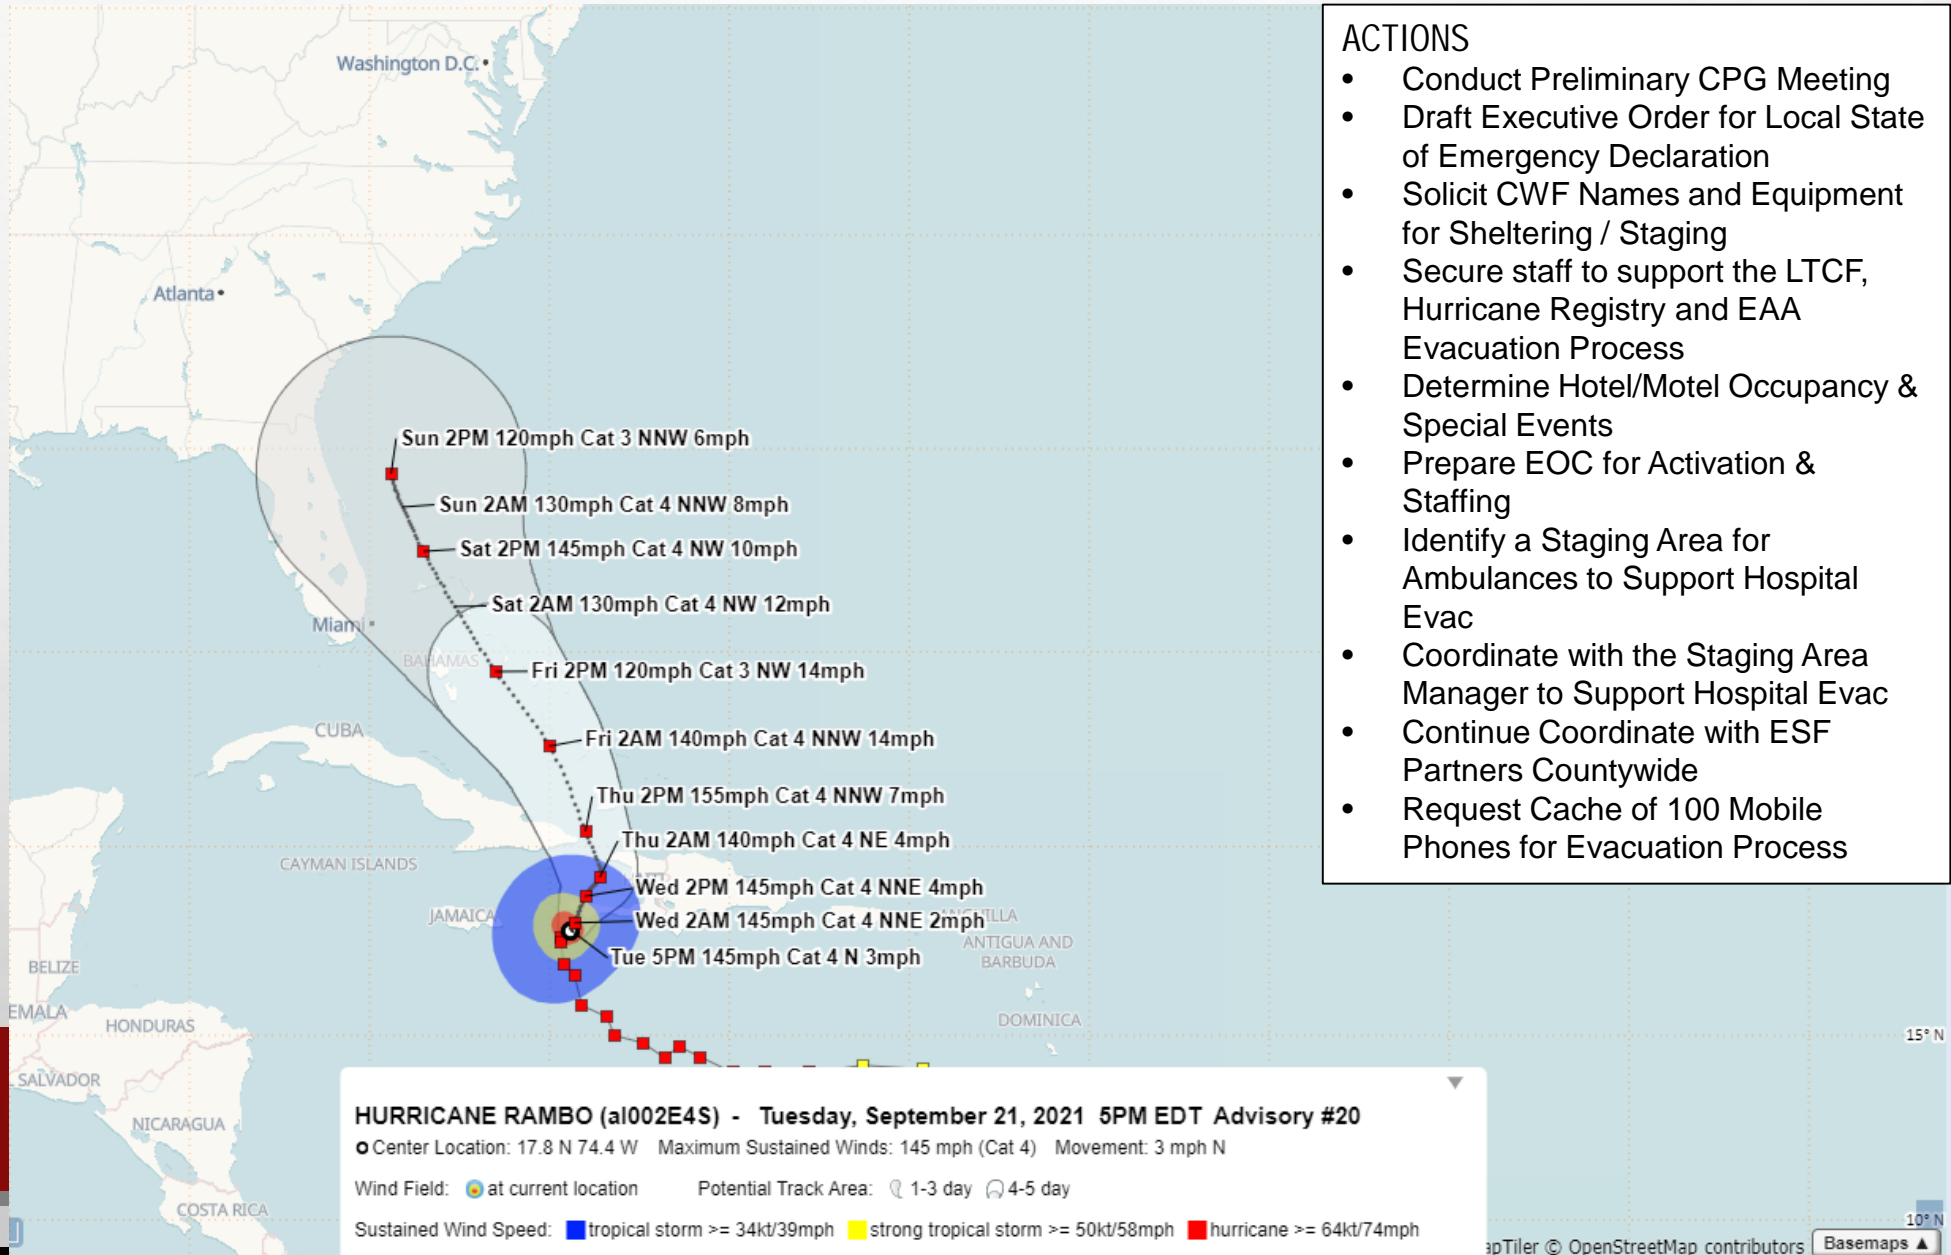 Washington D.C.
Atlanta
Sun 2PM 120mph Cat 3 NNW 6mph
Sun 2AM 130mph Cat 4 NNW 8mph
Sat 2PM 145mph Cat 4 NW 10mph
Sat 2AM 130mph Cat 4 NW 12mph
Miami
BAHAMAS
Fri 2PM 120mph Cat 3 NW 14mph
CUBA
Fri 2AM 140mph Cat 4 NNW 14mph
Thu 2PM 155mph Cat 4 NNW 7mph
Thu 2AM 140mph Cat 4 NE 4mph
CAYMAN ISLANDS
Wed 2PM 145mph Cat 4 NNE 4mph
JAMAICA
Wed 2AM 145mph Cat 4 NNE 2mph
ANTIGUA AND
BARBUDA
Tue 5PM 145mph Cat 4 N 3mph
BELIZE
EMALA
HONDURAS
DOMINICA
15° N
SALVADOR
NICARAGUA
COSTA RICA
10° N
ACTIONS
• Conduct Preliminary CPG Meeting
• Draft Executive Order for Local State
of Emergency Declaration
• Solicit CWF Names and Equipment
for Sheltering / Staging
• Secure staff to support the LTCF,
Hurricane Registry and EAA
Evacuation Process
• Determine Hotel/Motel Occupancy &
Special Events
• Prepare EOC for Activation &
Staffing
• Identify a Staging Area for
Ambulances to Support Hospital
Evac
• Coordinate with the Staging Area
Manager to Support Hospital Evac
• Continue Coordinate with ESF
Partners Countywide
• Request Cache of 100 Mobile
Phones for Evacuation Process
HURRICANE RAMBO (al002E4S) - Tuesday, September 21, 2021 5PM EDT Advisory #20
Center Location: 17.8 N 74.4 W Maximum Sustained Winds: 145 mph (Cat 4) Movement: 3 mph N
Wind Field: at current location Potential Track Area: 1-3 day 4-5 day
Sustained Wind Speed: tropical storm >= 34kt/39mph strong tropical storm >= 50kt/58mph hurricane >= 64kt/74mph
apTiler © OpenStreetMap contributors
Basemaps ▲